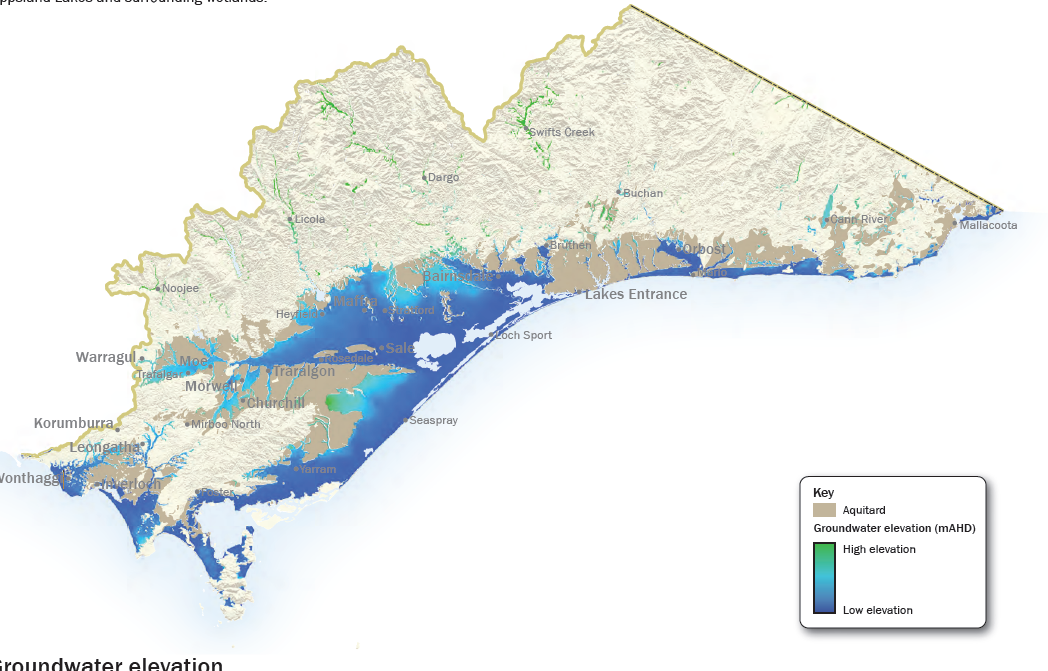 ppsland Lakes and surrounding wetlands.
Swifts Creek
Dargo
Buchan
Licola
Cann River
Mallacoota
Bruthen
Orbost
Marlo
Bairnsdale
Noojee
Lakes Entrance
Maffra
Stratford
Heyfield
Loch Sport
Sale
Rosedale
Warragul
Moe
Trafalgar
Traralgon
Morwell
Churchill
Korumburra
Mirboo North
Seaspray
Leongatha
Yarram
Wonthaggi
Inverloch
Foster
Key
Aquitard
Groundwater elevation (mAHD)
High elevation
Low elevation
Groundwater elevation